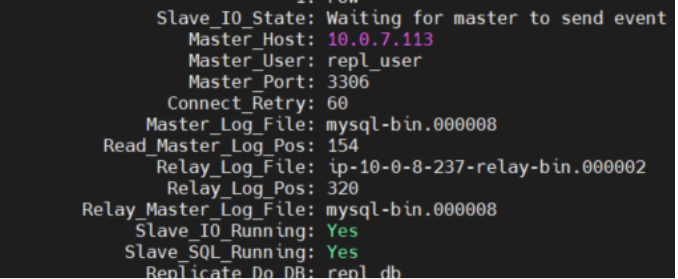 1. row
Slave_IO_State: Waiting for master to send event
Master_Host: 10.0.7.113
Master_User: repl_user
Master_Port: 3306
Connect_Retry: 60
Master_Log_File: mysql-bin.000008
Read_Master_Log_Pos: 154
Relay_Log_File: ip-10-0-8-237-relay-bin.000002
Relay_Log_Pos: 320
Relay_Master_Log_File: mysql-bin.000008
Slave_IO_Running: Yes
Slave_SQL_Running: Yes
Replicate_Do_DB: repl_db